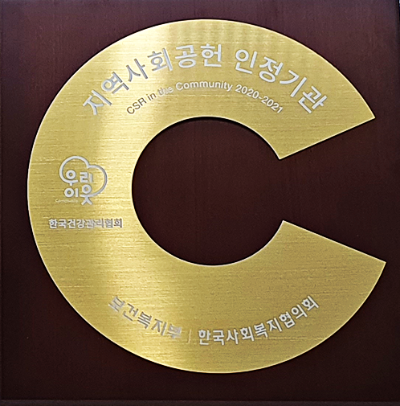 지역사회공헌 인정기관
CSR in the Community 2020-2021
우리
이웃
한국건강관리협회
보건복지부 | 한국사회복지협의회